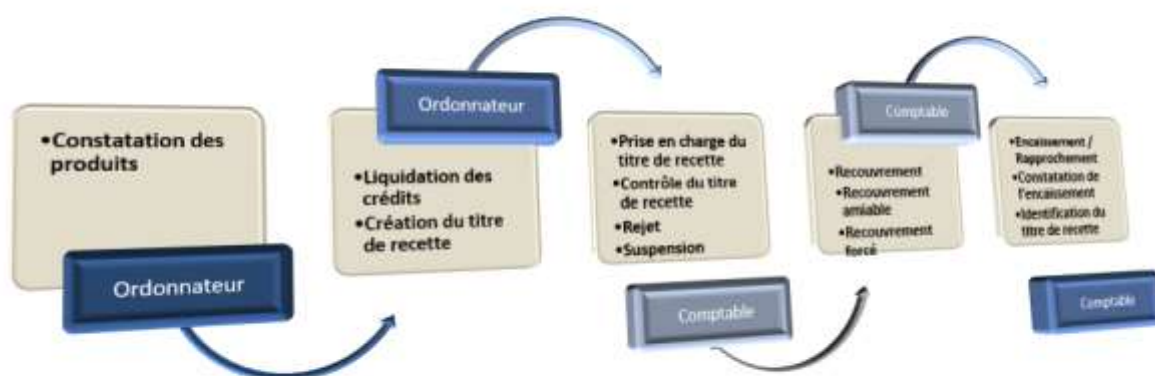 •Constatation des
produits
Ordonnateur
Ordonnateur
•Liquidation des
crédits
•Création du titre
de recette
•Prise en charge du
titre de recette
•Contrôle du titre
de recette
•Rejet
•Suspension
Comptable
Comptable
•Recouvrement
•Recouvrement
amiable
•Recouvrement
forcé
•Encaissement /
Rapprochement
•Constatation de
l'encaissement
•Identification du
titre de recette
Comptable